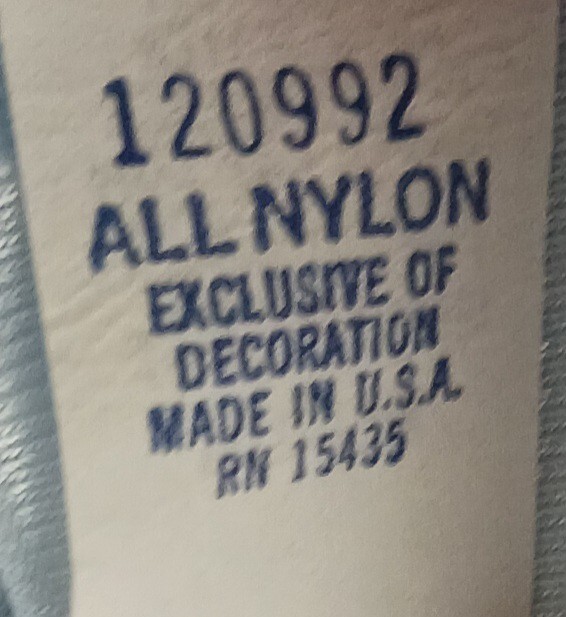 120992
ALL NYLON
EXCLUSIVE OF
DECORATION
MADE IN U.S.A.
RN 15435